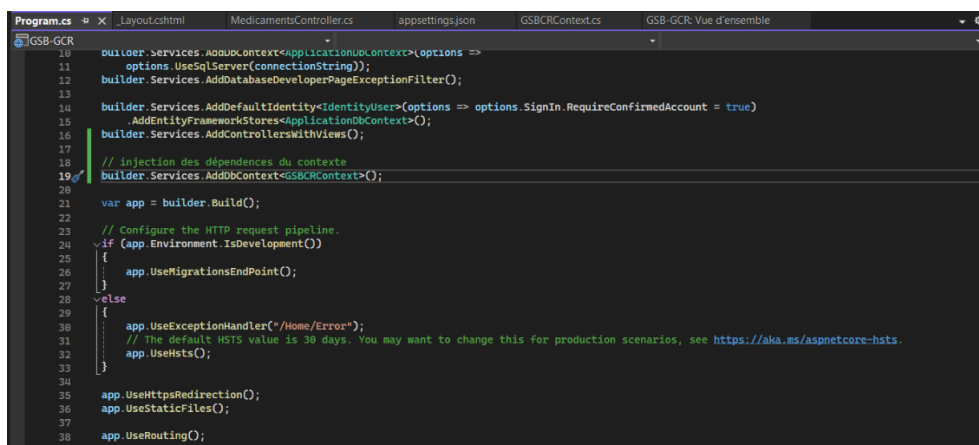 Program.cs _Layout.cshtml MedicamentsController.cs appsettings.json GSBCRContext.cs GSB-GCR: Vue d'ensemble
GSB-GCR
10 builder.Services.AddDbContext<ApplicationDbContext>(options =>
11 options.UseSqlServer(connectionString));
12 builder.Services.AddDatabaseDeveloperPageExceptionFilter();
13
14 builder.Services.AddDefaultIdentity<IdentityUser>(options => options.SignIn.RequireConfirmedAccount = true)
15 .AddEntityFrameworkStores<ApplicationDbContext>();
16 builder.Services.AddControllersWithViews();
17
18 // injection des dépendences du contexte
19 builder.Services.AddDbContext<GSBCRContext>();
20
21 var app = builder.Build();
22
23 // Configure the HTTP request pipeline.
24 if (app.Environment.IsDevelopment())
25 {
26 app.UseMigrationsEndPoint();
27 }
28 else
29 {
30 app.UseExceptionHandler("/Home/Error");
31 // The default HSTS value is 30 days. You may want to change this for production scenarios, see https://aka.ms/aspnetcore-hsts.
32 app.UseHsts();
33 }
34
35 app.UseHttpsRedirection();
36 app.UseStaticFiles();
37
38 app.UseRouting();